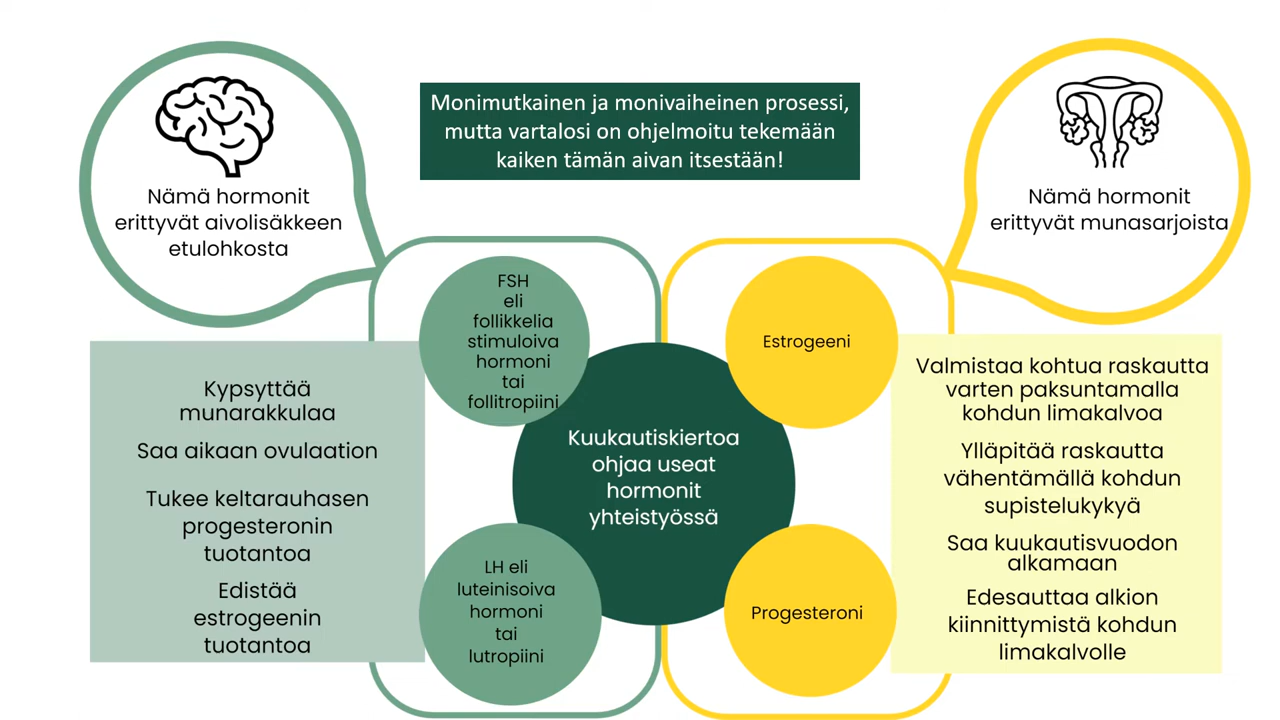 Monimutkainen ja monivaiheinen prosessi,
mutta vartalosi on ohjelmoitu tekemään
kaiken tämän aivan itsestään!
Nämä hormonit
erittyvät aivolisäkkeen
etulohkosta
Nämä hormonit
erittyvät munasarjoista
FSH
eli
follikkelia
stimuloiva
hormoni
tai
follitropiini
Estrogeeni
Kypsyttää
munarakkulaa
Saa aikaan ovulaation
Tukee keltarauhasen
progesteronin
tuotantoa
Edistää
estrogeenin
tuotantoa
Kuukautiskiertoa
ohjaa useat
hormonit
yhteistyössä
Valmistaa kohtua raskautta
varten paksuntamalla
kohdun limakalvoa
Ylläpitää raskautta
vähentämällä kohdun
supistelukykyä
Saa kuukautisvuodon
alkamaan
Edesauttaa alkion
kiinnittymistä kohdun
limakalvolle
LH eli
luteinisoiva
hormoni
tai
lutropiini
Progesteroni